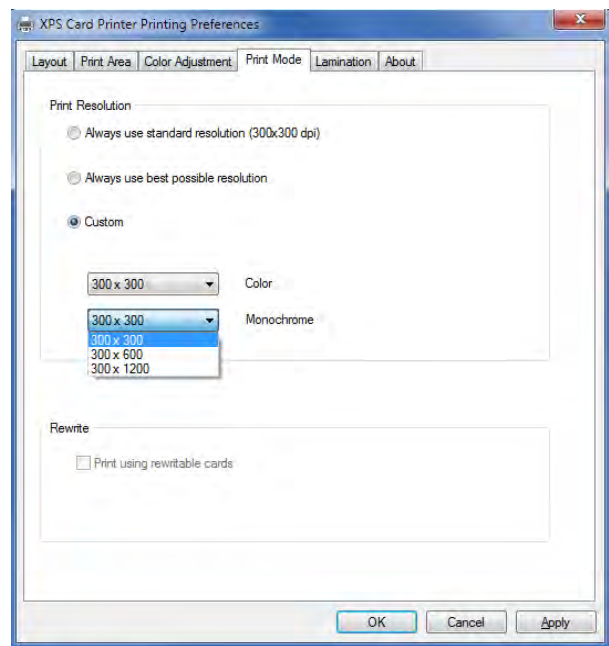 XPS Card Printer Printing Preferences
Layout Print Area Color Adjustment Print Mode Lamination About
Print Resolution
Always use standard resolution (300x300 dpi)
Always use best possible resolution
Custom
300 x 300 Color
300 x 300 Monochrome
300 x 300
300 x 600
300 x 1200
Rewrite
Print using rewritable cards
OK Cancel Apply